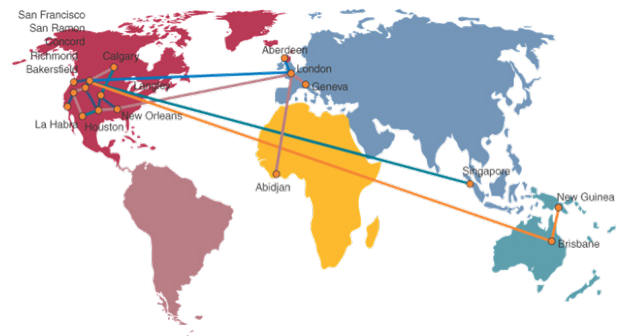 San Francisco
San Ramon
Concord
Richmond
Bakersfield
Calgary
Langley
La Habra
Houston
New Orleans
Aberdeen
London
Geneva
Abidjan
Singapore
New Guinea
Brisbane